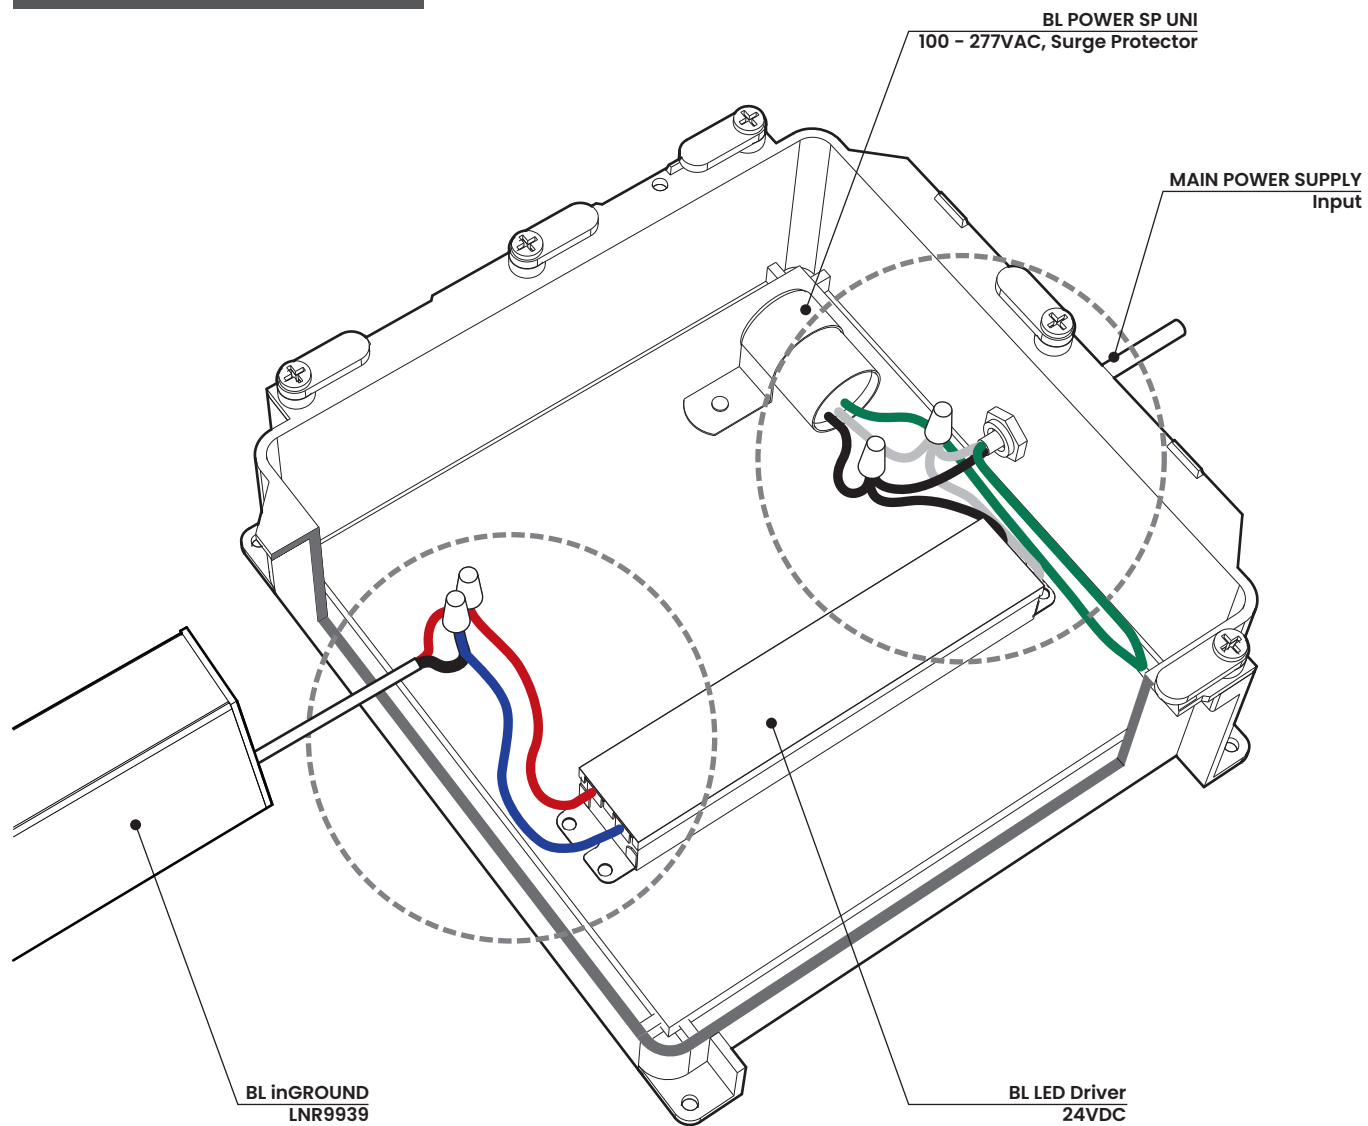 BL POWER SP UNI
100 - 277VAC, Surge Protector
MAIN POWER SUPPLY
Input
BL inGROUND
LNR9939
BL LED Driver
24VDC